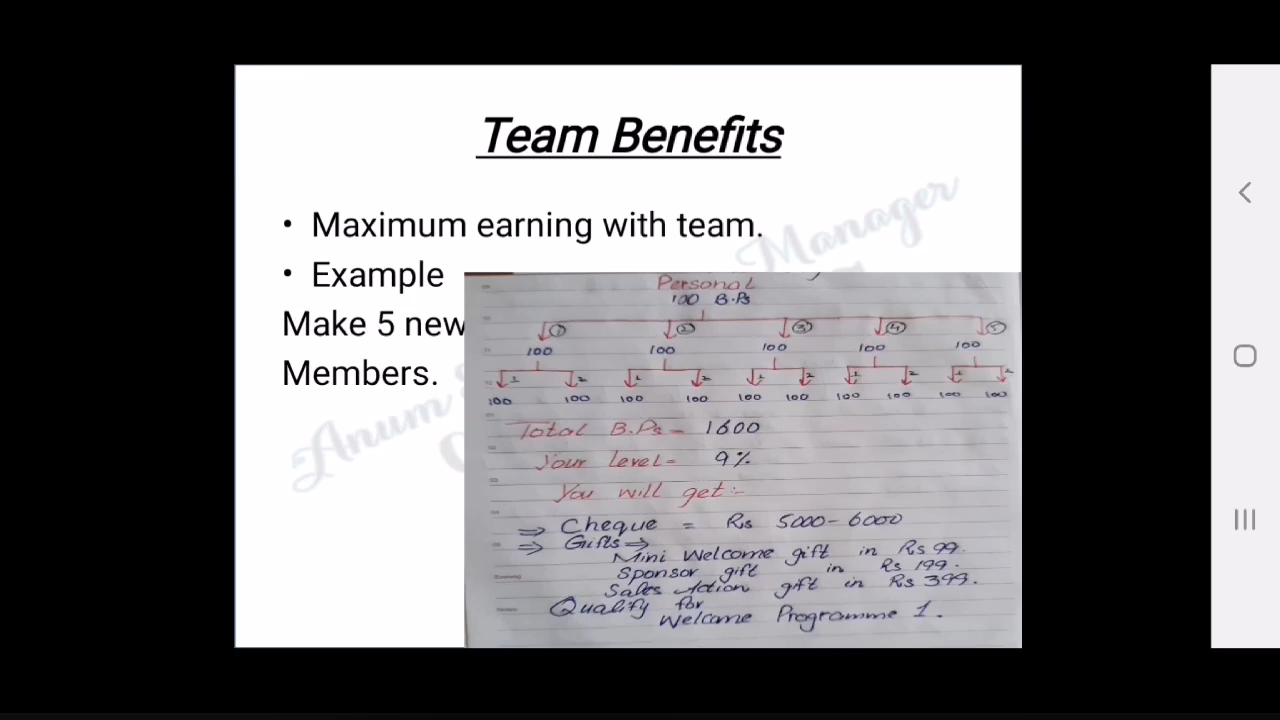 Team Benefits
• Maximum earning with team.
• Example
Make 5 new
Members.
Anum
Manager
Personal
100 B.Ps
① ② ③ ④ ⑤
100 100 100 100 100
1 2 1 2 1 2 1 2 1 2
100 100 100 100 100 100 100 100 100 100
Total B.Ps = 1600
Your level = 9%
You will get :-
⇒ Cheque = Rs 5000 - 6000
⇒ Gifts ⇒
Mini Welcome gift in Rs 99.
Sponsor gift in Rs 199.
Sales Action gift in Rs 399.
Qualify for
Welcome Programme 1.